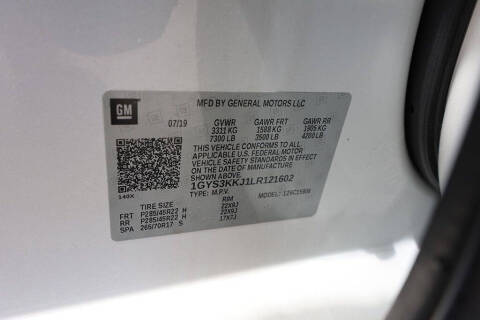 GM
MFD BY GENERAL MOTORS LLC
07/19 GVWR GAWR FRT GAWR RR
3311 KG 1588 KG 1905 KG
7300 LB 3500 LB 4200 LB
THIS VEHICLE CONFORMS TO ALL
APPLICABLE U.S. FEDERAL MOTOR
VEHICLE SAFETY STANDARDS IN EFFECT
ON THE DATE OF MANUFACTURE
SHOWN ABOVE.
1GYS3KKJ1LR121602
140X TYPE: M.P.V. MODEL:
TIRE SIZE RIM
FRT P285/45R22 H 22X9J
RR P285/45R22 H 22X9J
SP 265/70R17 S 17X7J